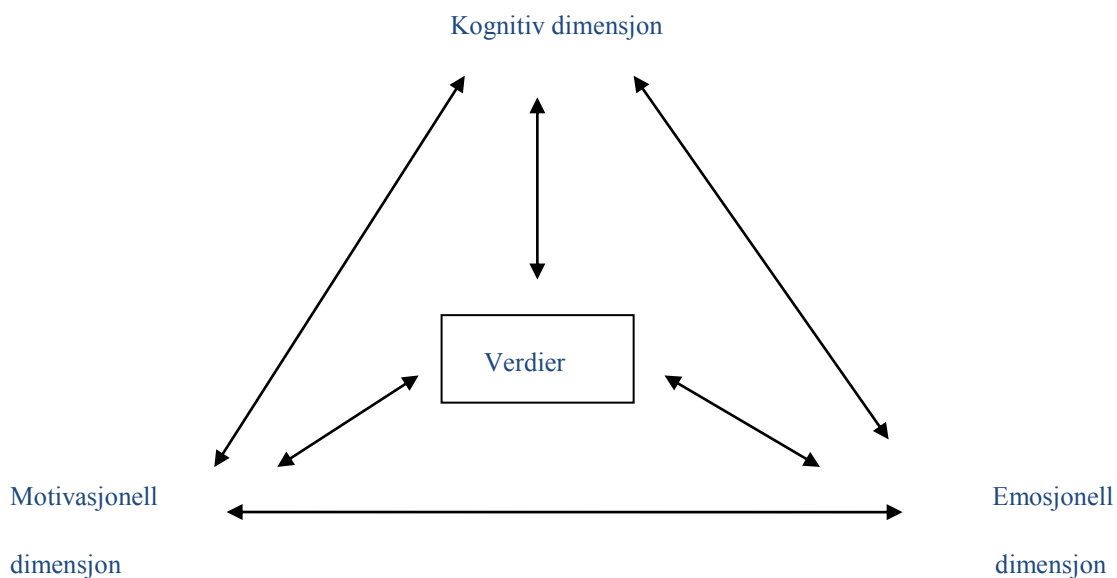 Kognitiv dimensjon
Verdier
Motivasjonell
dimensjon
Emosjonell
dimensjon